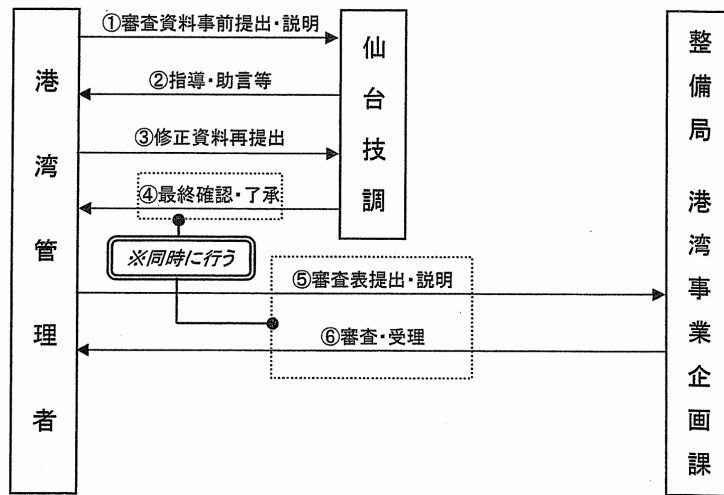 港湾管理者
①審査資料事前提出・説明
②指導・助言等
③修正資料再提出
④最終確認・了承
仙台技調
※同時に行う
⑤審査表提出・説明
⑥審査・受理
整備局 港湾事業企画課